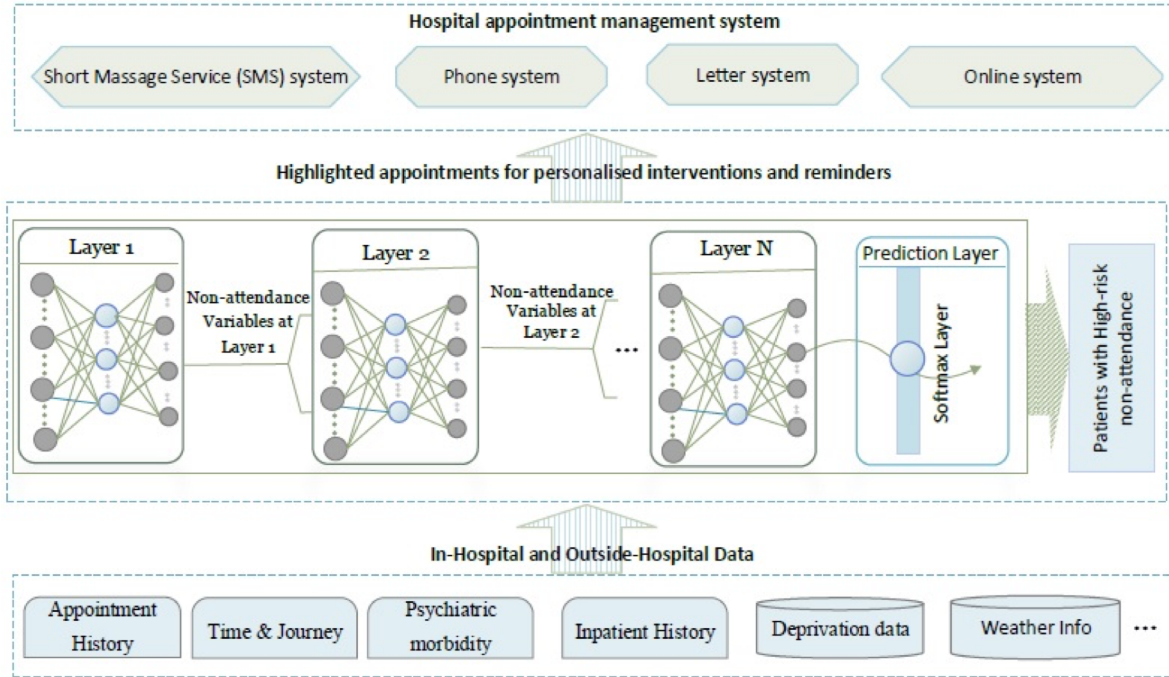 Hospital appointment management system
Short Massage Service (SMS) system
Phone system
Letter system
Online system
Highlighted appointments for personalised interventions and reminders
Layer 1
Non-attendance
Variables at
Layer 1
Layer 2
Non-attendance
Variables at
Layer 2
...
Layer N
Prediction Layer
Softmax Layer
Patients with High-risk
non-attendance
In-Hospital and Outside-Hospital Data
Appointment
History
Time & Journey
Psychiatric
morbidity
Inpatient History
Deprivation data
Weather Info
...